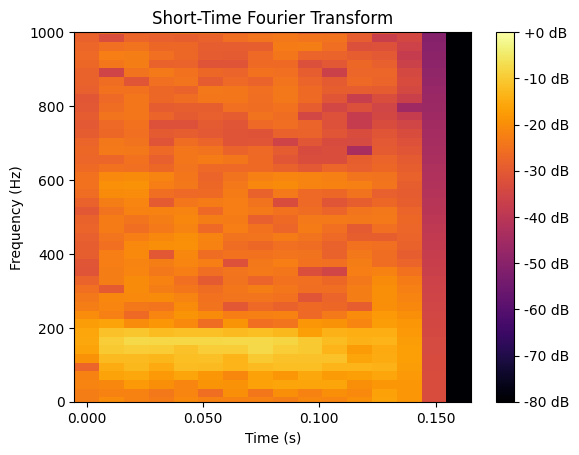 Short-Time Fourier Transform
Frequency (Hz)
1000
800
600
400
200
0
0.000
0.050
0.100
0.150
Time (s)
+0 dB
-10 dB
-20 dB
-30 dB
-40 dB
-50 dB
-60 dB
-70 dB
-80 dB